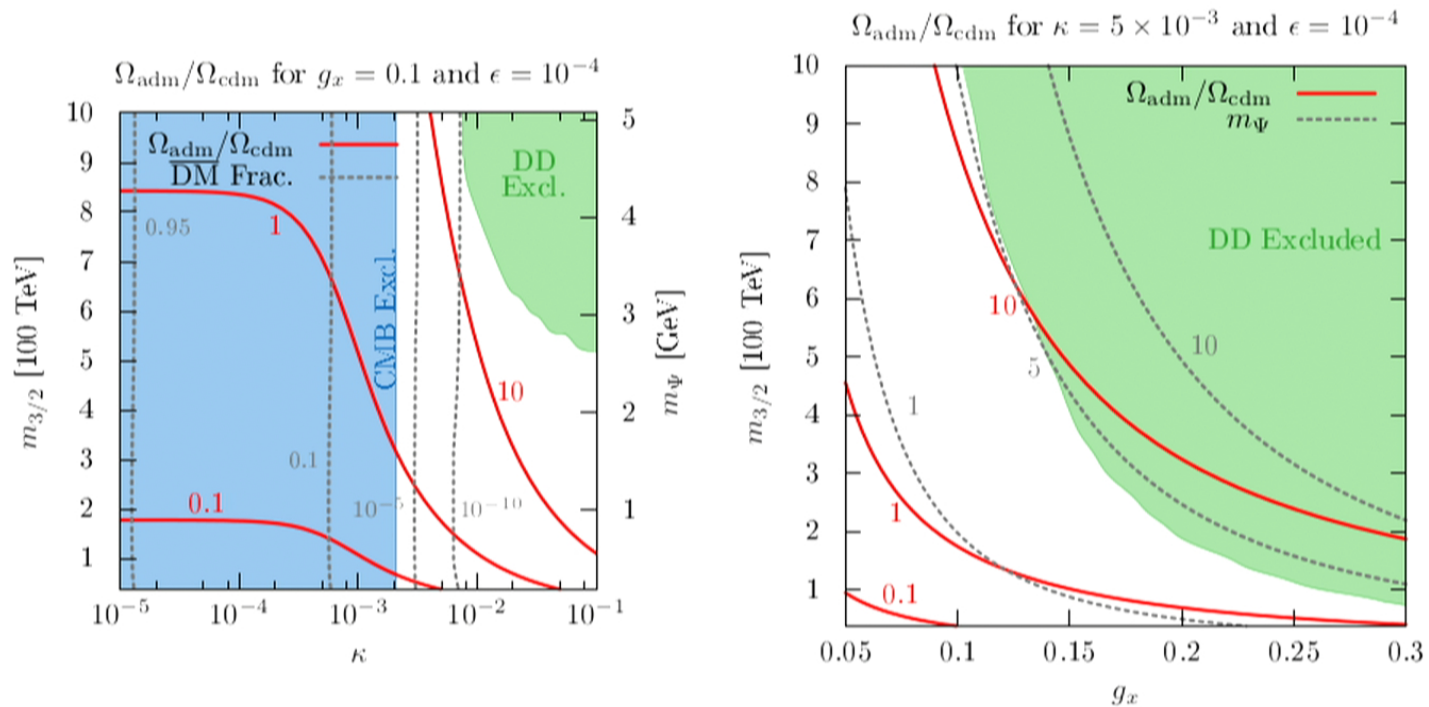 Ωadm/Ωcdm for gₓ = 0.1 and ϵ = 10⁻⁴
10
9
8
7
6
5
4
3
2
1
m₃/₂ [100 TeV]
Ωadm/Ωcdm
D̅M̅ Frac.
0.95
1
0.1
0.1
CMB Excl.
10⁻⁵
10⁻¹⁰
10
DD
Excl.
5
4
3
2
1
mΨ [GeV]
10⁻⁵ 10⁻⁴ 10⁻³ 10⁻² 10⁻¹
κ
Ωadm/Ωcdm for κ = 5 × 10⁻³ and ϵ = 10⁻⁴
10
9
8
7
6
5
4
3
2
1
m₃/₂ [100 TeV]
Ωadm/Ωcdm
mΨ
DD Excluded
10
10
5
1
1
0.1
0.05 0.1 0.15 0.2 0.25 0.3
gₓ